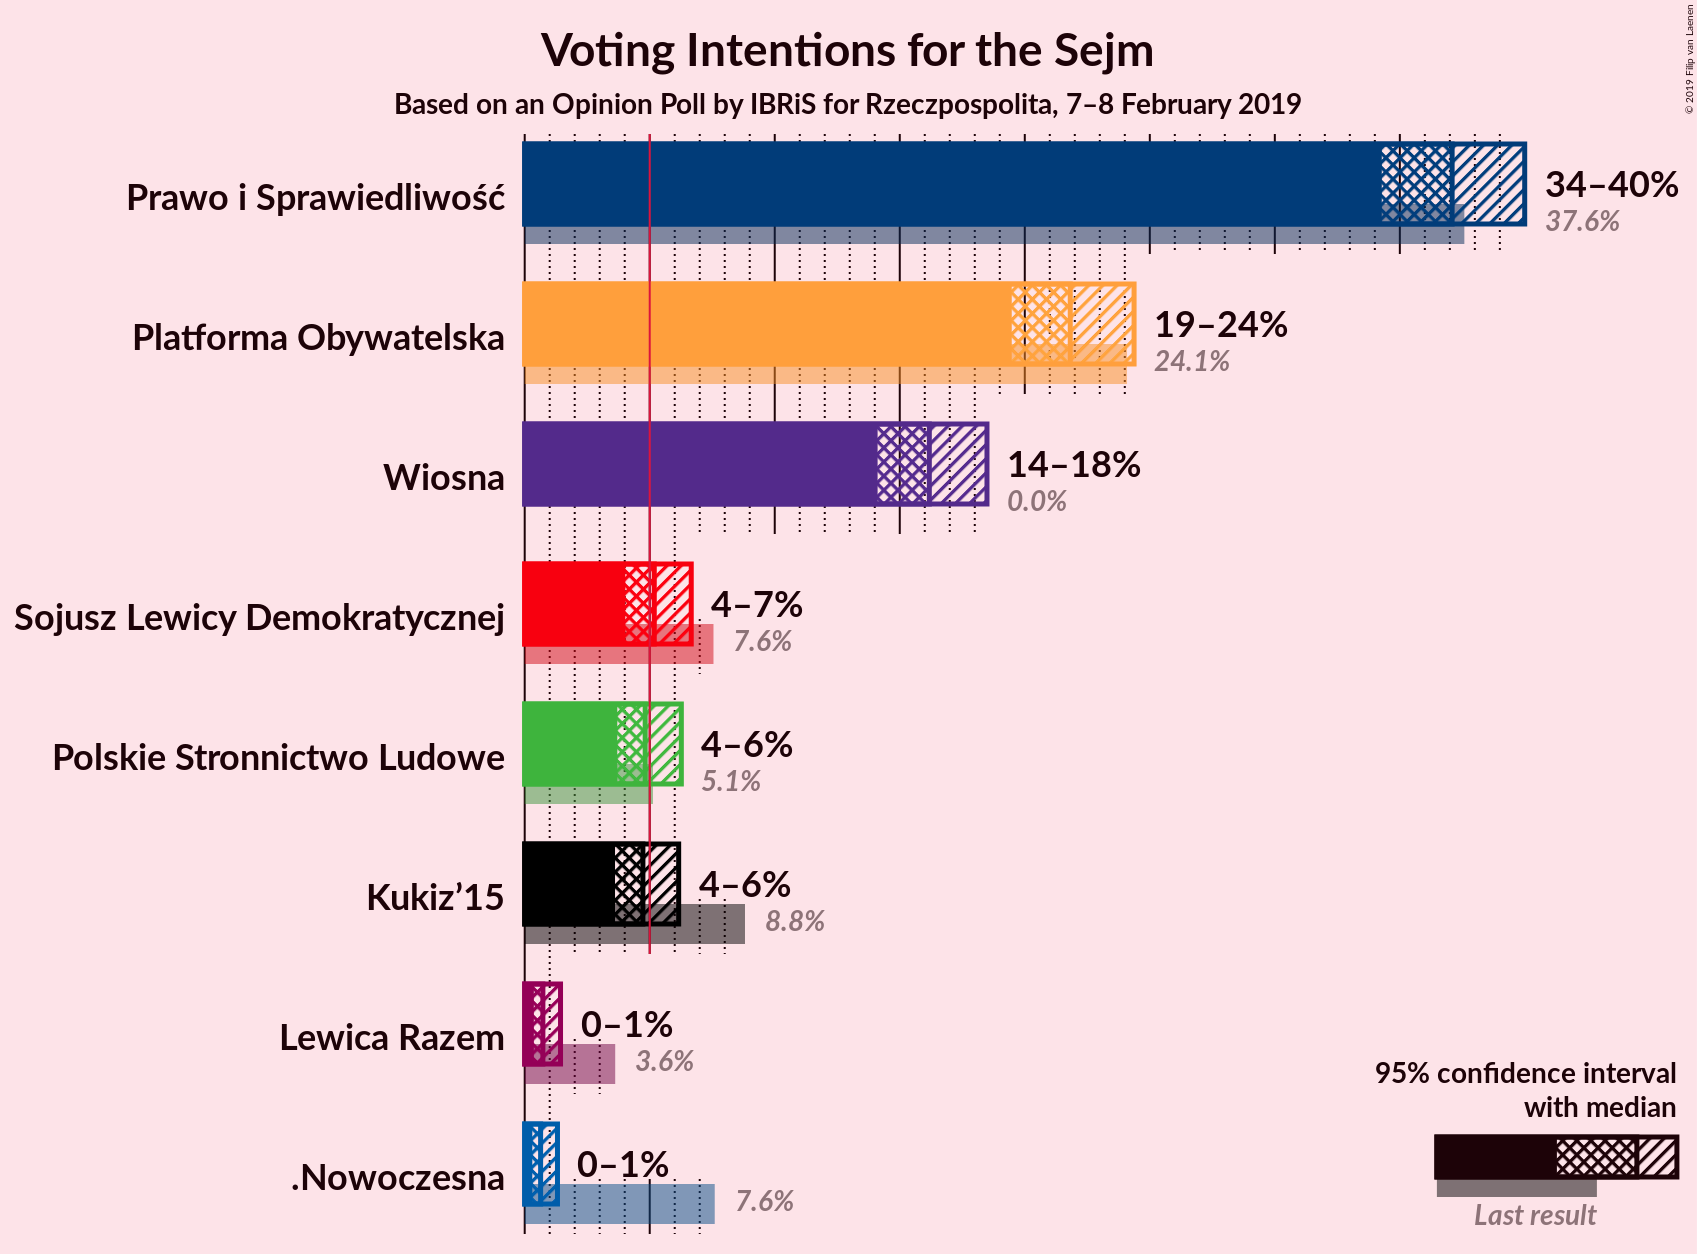 Voting Intentions for the Sejm
Based on an Opinion Poll by IBRiS for Rzeczpospolita, 7–8 February 2019
© 2019 Filip van Laenen
Prawo i Sprawiedliwość
34–40%
37.6%
Platforma Obywatelska
19–24%
24.1%
Wiosna
14–18%
0.0%
Sojusz Lewicy Demokratycznej
4–7%
7.6%
Polskie Stronnictwo Ludowe
4–6%
5.1%
Kukiz’15
4–6%
8.8%
Lewica Razem
0–1%
3.6%
.Nowoczesna
0–1%
7.6%
95% confidence interval
with median
Last result